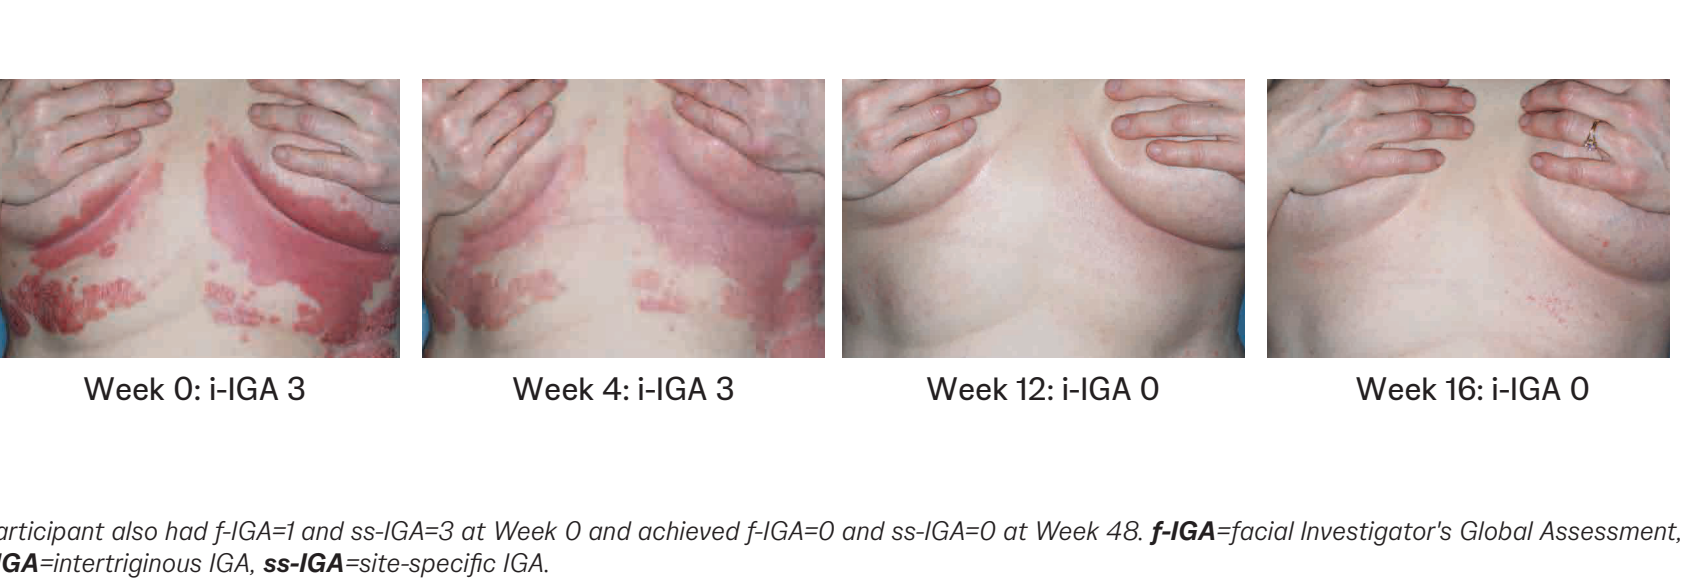 Week 0: i-IGA 3
Week 4: i-IGA 3
Week 12: i-IGA 0
Week 16: i-IGA 0
articipant also had f-IGA=1 and ss-IGA=3 at Week 0 and achieved f-IGA=0 and ss-IGA=0 at Week 48. f-IGA=facial Investigator's Global Assessment,
IGA=intertriginous IGA, ss-IGA=site-specific IGA.